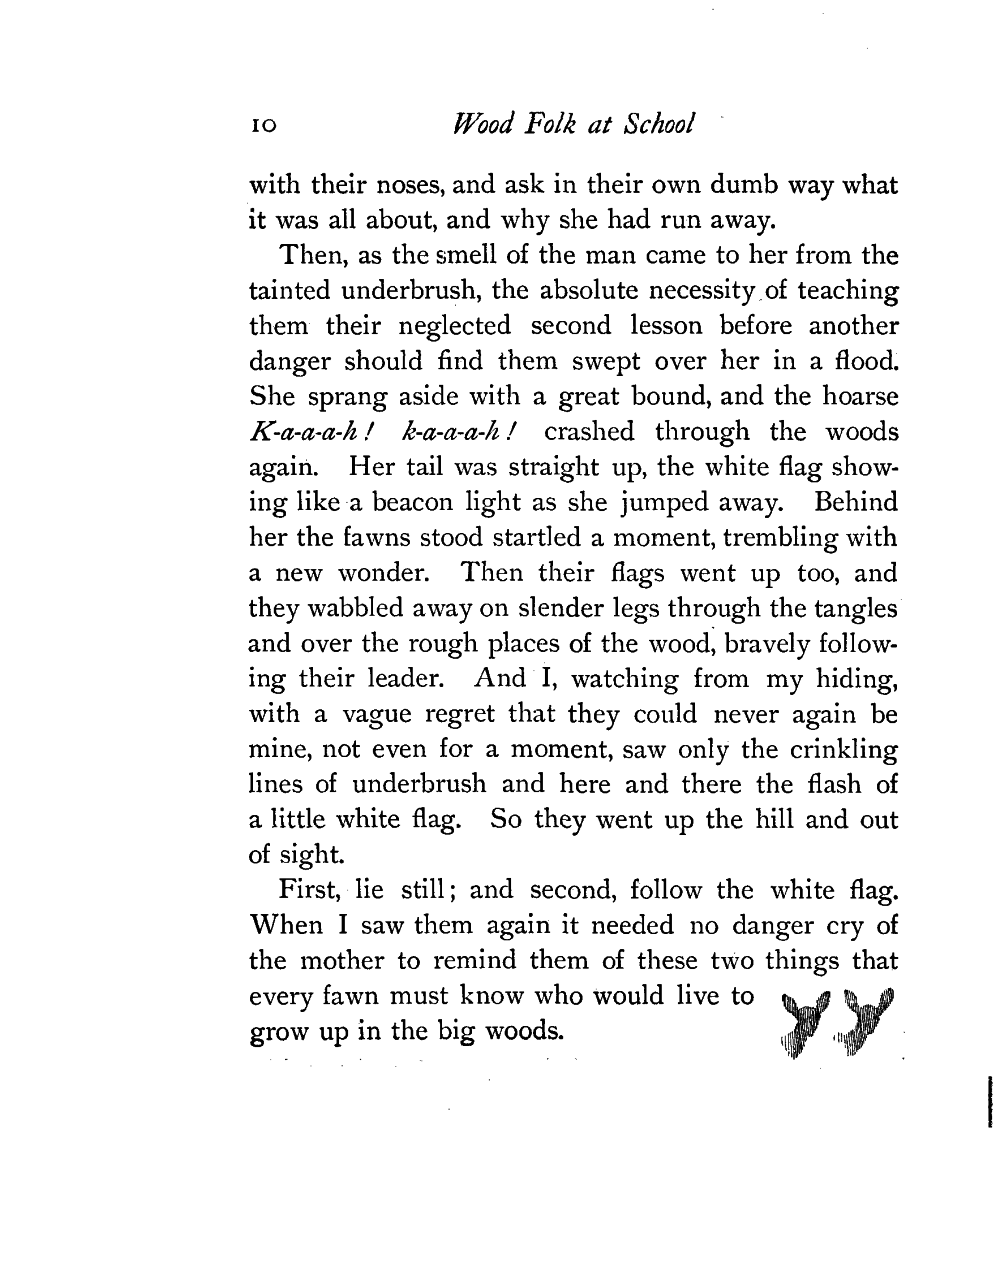 10 Wood Folk at School
with their noses, and ask in their own dumb way what
it was all about, and why she had run away.
Then, as the smell of the man came to her from the
tainted underbrush, the absolute necessity of teaching
them their neglected second lesson before another
danger should find them swept over her in a flood.
She sprang aside with a great bound, and the hoarse
K-a-a-a-h! k-a-a-a-h! crashed through the woods
again. Her tail was straight up, the white flag show-
ing like a beacon light as she jumped away. Behind
her the fawns stood startled a moment, trembling with
a new wonder. Then their flags went up too, and
they wabbled away on slender legs through the tangles
and over the rough places of the wood, bravely follow-
ing their leader. And I, watching from my hiding,
with a vague regret that they could never again be
mine, not even for a moment, saw only the crinkling
lines of underbrush and here and there the flash of
a little white flag. So they went up the hill and out
of sight.
First, lie still; and second, follow the white flag.
When I saw them again it needed no danger cry of
the mother to remind them of these two things that
every fawn must know who would live to
grow up in the big woods.